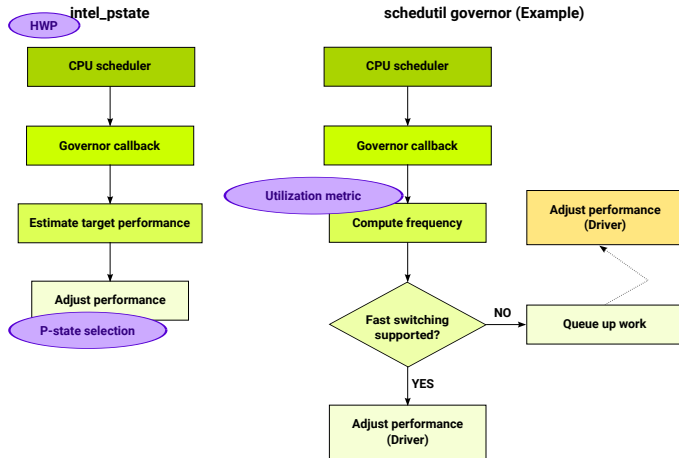 intel_pstate
HWP
CPU scheduler
Governor callback
Estimate target performance
Adjust performance
P-state selection
schedutil governor (Example)
CPU scheduler
Governor callback
Utilization metric
Compute frequency
Fast switching
supported?
NO
Queue up work
Adjust performance
(Driver)
YES
Adjust performance
(Driver)